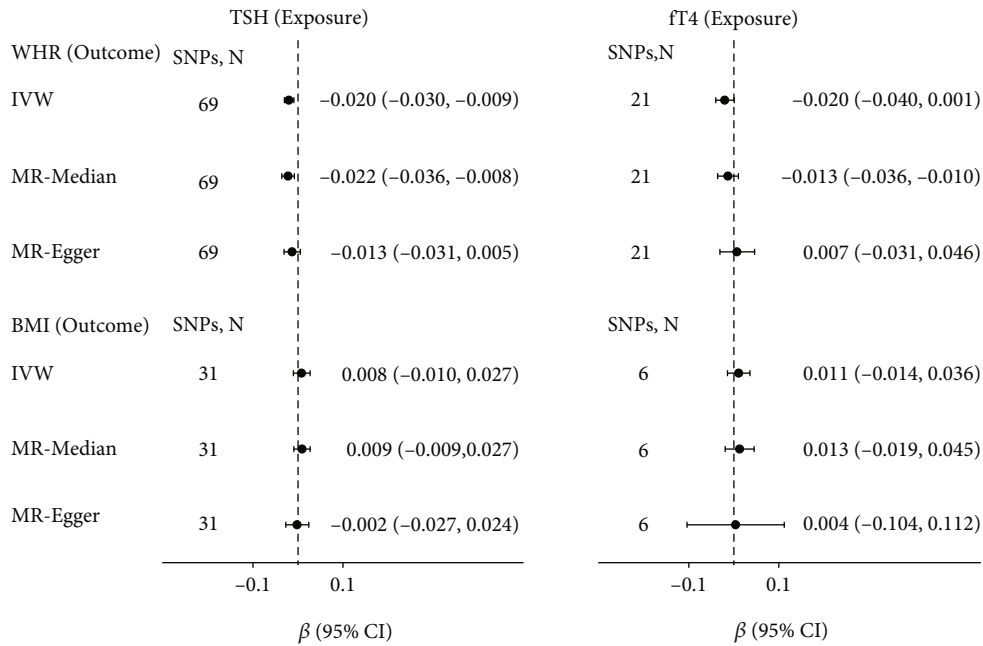 TSH (Exposure) fT4 (Exposure)
WHR (Outcome) SNPs, N SNPs,N
IVW 69 –0.020 (–0.030, –0.009) 21 –0.020 (–0.040, 0.001)
MR-Median 69 –0.022 (–0.036, –0.008) 21 –0.013 (–0.036, –0.010)
MR-Egger 69 –0.013 (–0.031, 0.005) 21 0.007 (–0.031, 0.046)
BMI (Outcome) SNPs, N SNPs, N
IVW 31 0.008 (–0.010, 0.027) 6 0.011 (–0.014, 0.036)
MR-Median 31 0.009 (–0.009,0.027) 6 0.013 (–0.019, 0.045)
MR-Egger 31 –0.002 (–0.027, 0.024) 6 0.004 (–0.104, 0.112)
–0.1 0.1 –0.1 0.1
β (95% CI) β (95% CI)